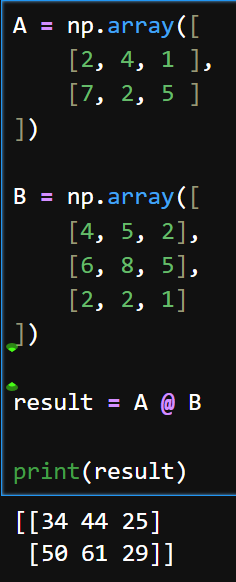 A = np.array([
    [2, 4, 1 ],
    [7, 2, 5 ]
])
B = np.array([
    [4, 5, 2],
    [6, 8, 5],
    [2, 2, 1]
])
result = A @ B
print(result)
[[34 44 25]
 [50 61 29]]